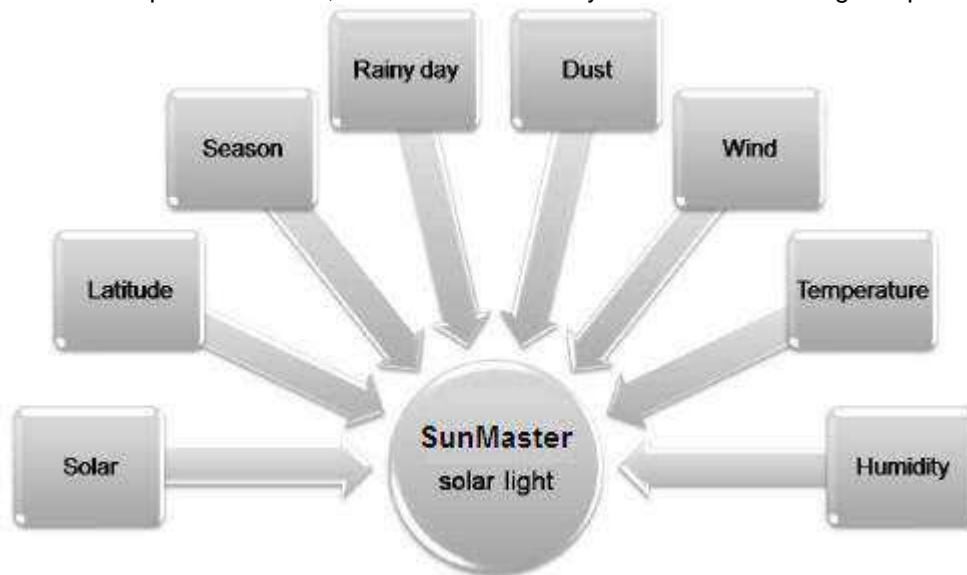 Rainy day
Dust
Season
Wind
Latitude
Temperature
SunMaster
solar light
Solar
Humidity